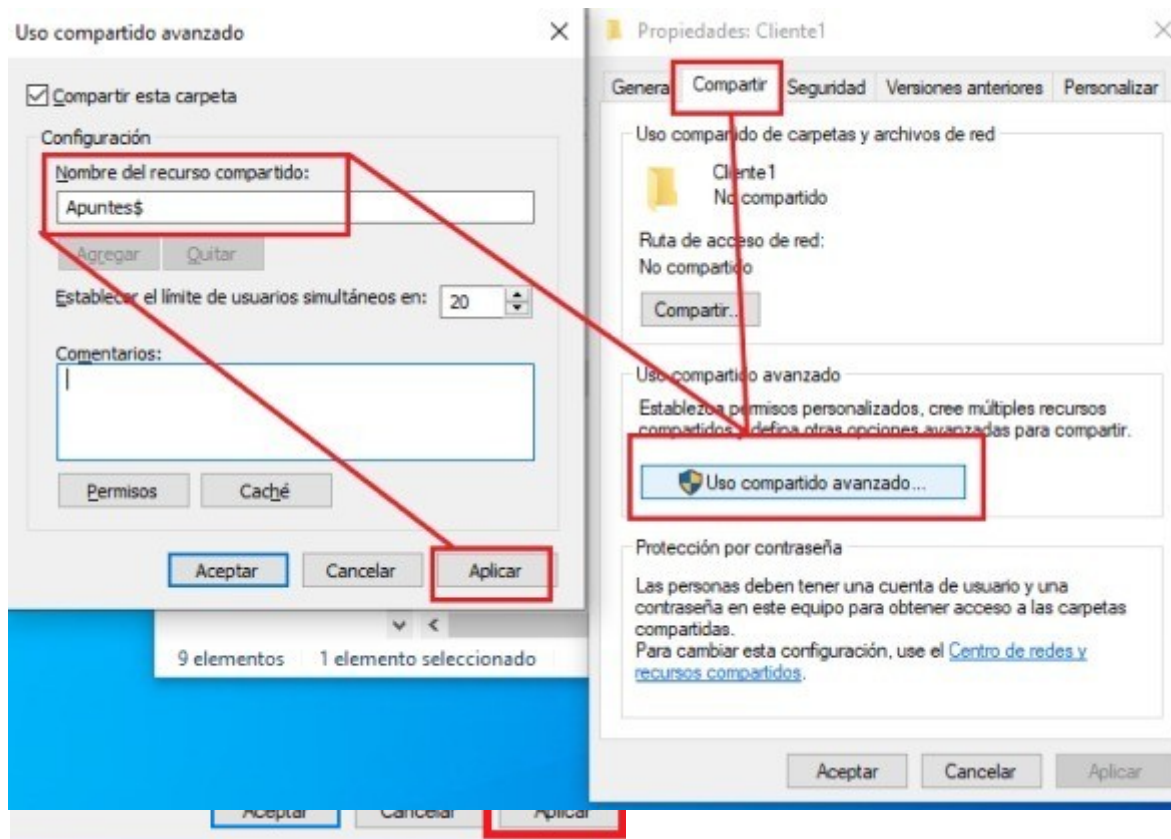 Uso compartido avanzado
Compartir esta carpeta
Configuración
Nombre del recurso compartido:
Apuntes$
Agregar Quitar
Establecer el límite de usuarios simultáneos en: 20
Comentarios:
Permisos Caché
Aceptar Cancelar Aplicar
9 elementos 1 elemento seleccionado
Propiedades: Cliente1
General Compartir Seguridad Versiones anteriores Personalizar
Uso compartido de carpetas y archivos de red
Cliente1
No compartido
Ruta de acceso de red:
No compartido
Compartir...
Uso compartido avanzado
Establezca permisos personalizados, cree múltiples recursos
compartidos y defina otras opciones avanzadas para compartir.
Uso compartido avanzado...
Protección por contraseña
Las personas deben tener una cuenta de usuario y una
contraseña en este equipo para obtener acceso a las carpetas
compartidas.
Para cambiar esta configuración, use el Centro de redes y
recursos compartidos.
Aceptar Cancelar Aplicar
Aceptar Cancelar Aplicar